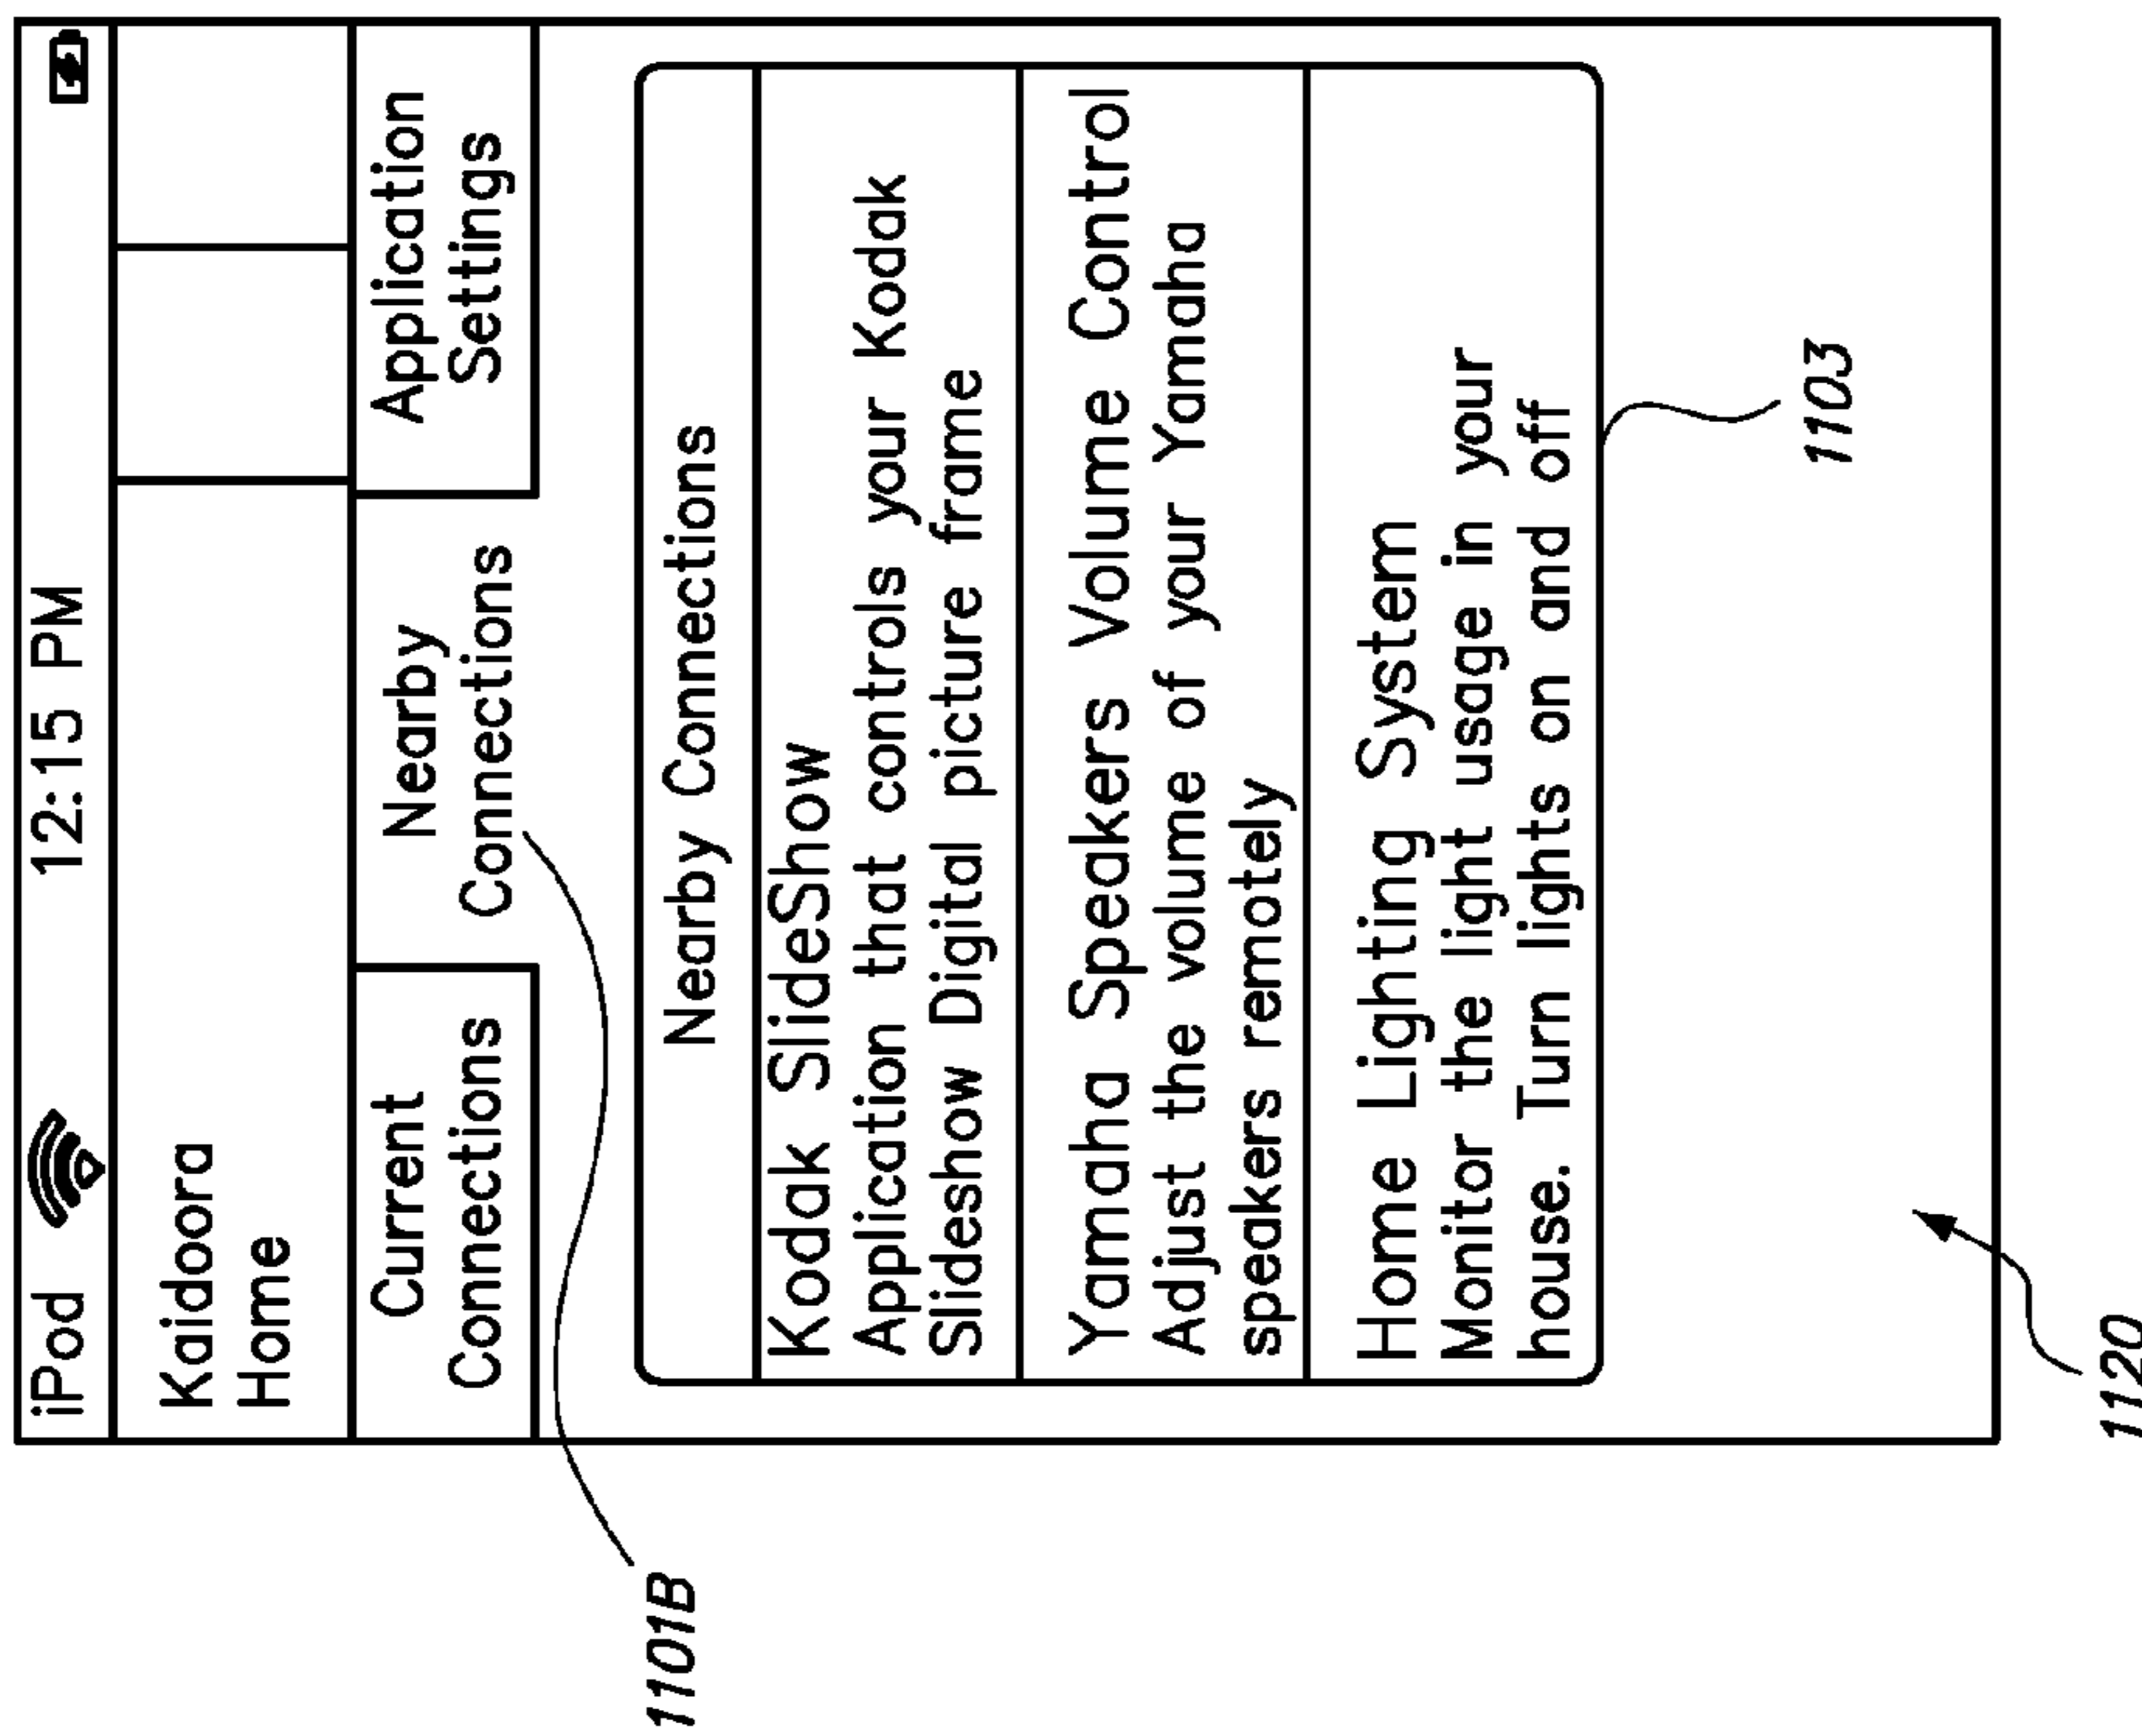 iPod 12:15 PM
Kaidoora
Home
Current
Connections
Nearby
Connections
Application
Settings
Nearby Connections
Kodak SlideShow
Application that controls your Kodak
Slideshow Digital picture frame
Yamaha Speakers Volume Control
Adjust the volume of your Yamaha
speakers remotely
Home Lighting System
Monitor the light usage in your
house. Turn lights on and off
1101B
1103
1120